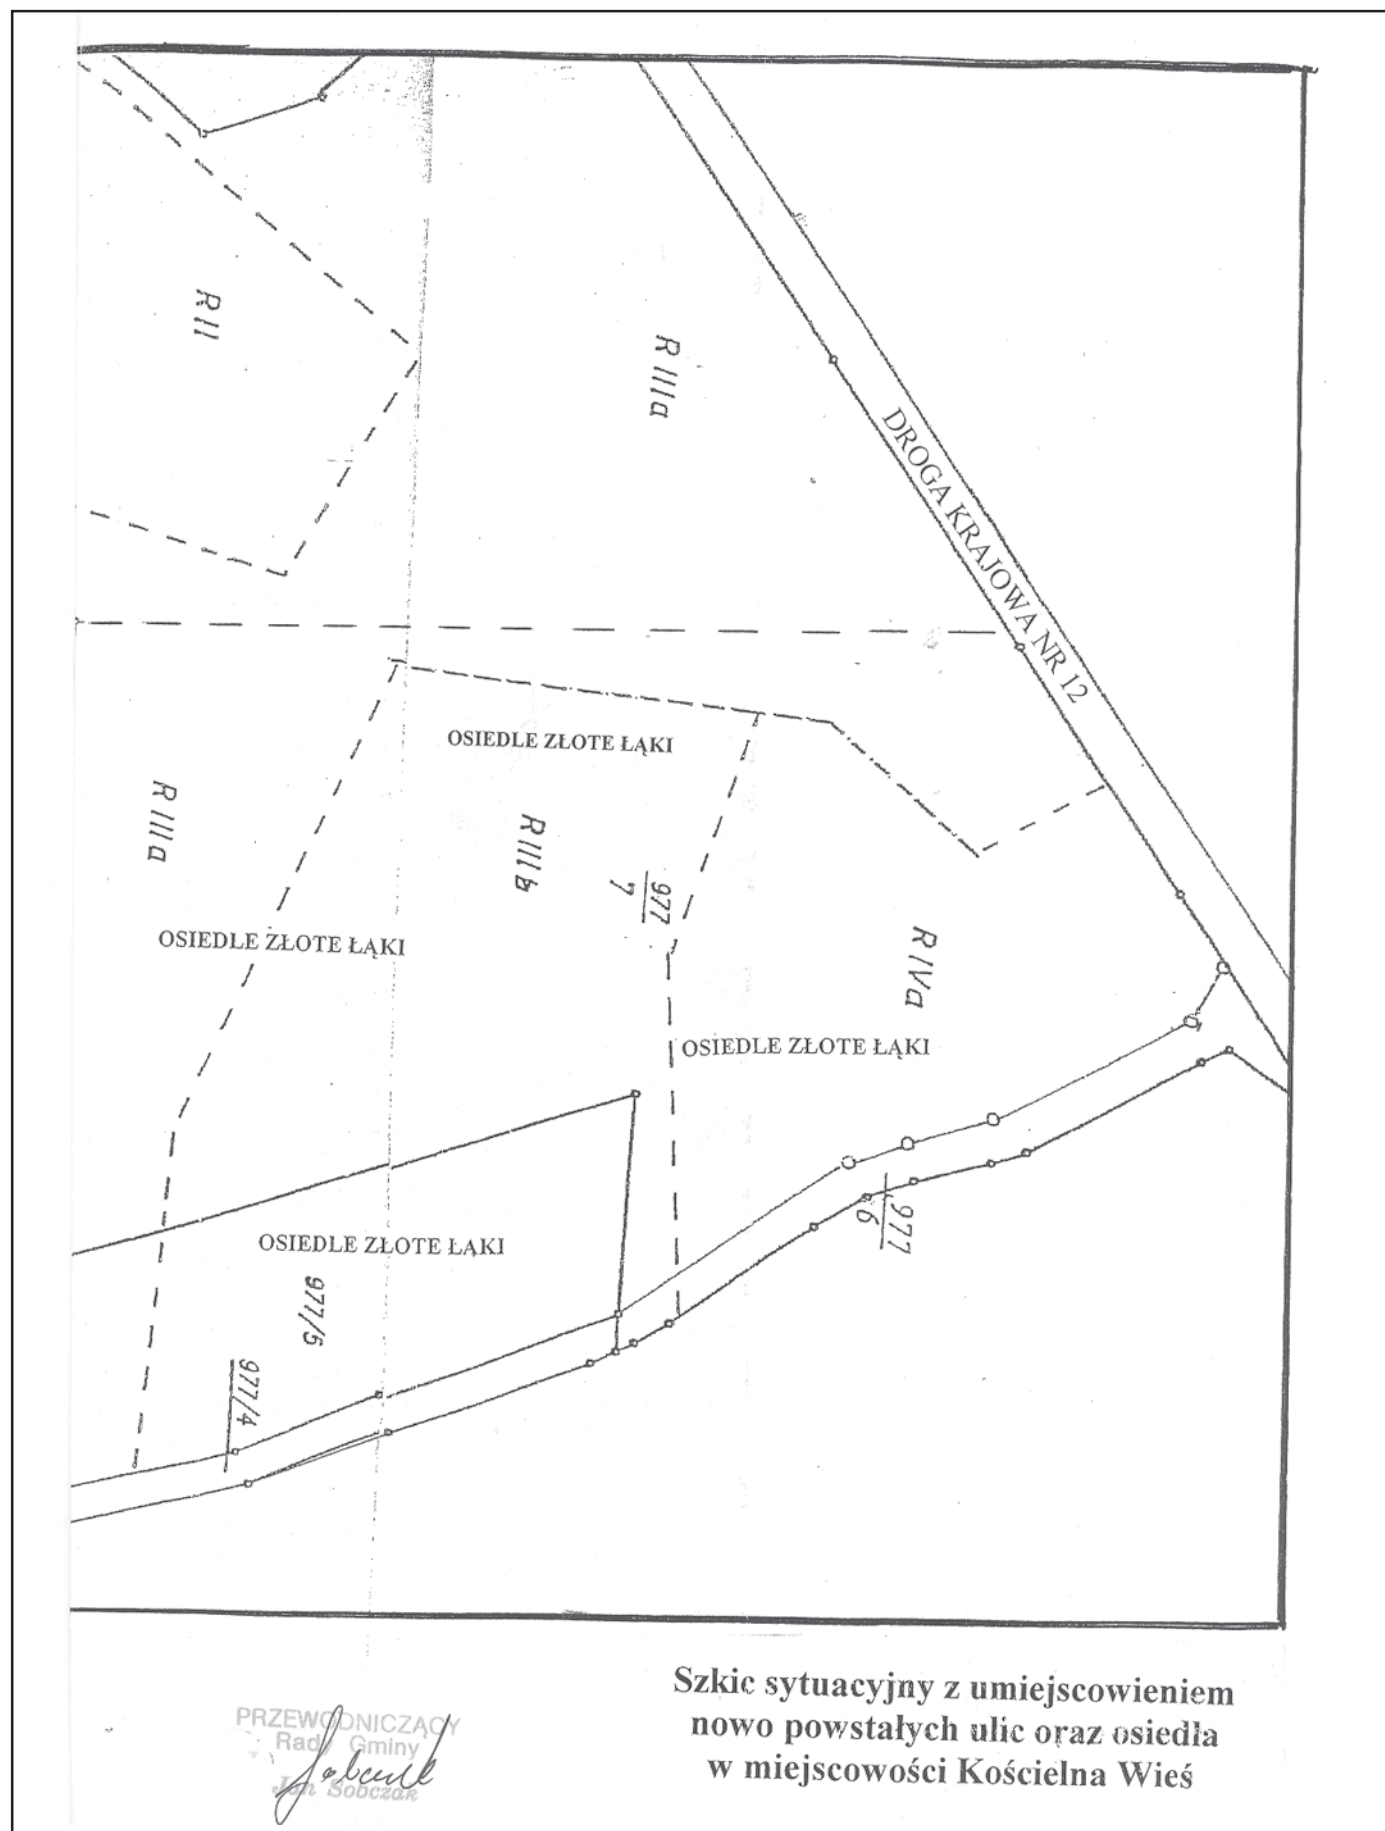 R II
R IIIa
DROGA KRAJOWA NR 12
OSIEDLE ZŁOTE ŁĄKI
R IIIa
R III b
977
7
OSIEDLE ZŁOTE ŁĄKI
R IVa
OSIEDLE ZŁOTE ŁĄKI
977
6
OSIEDLE ZŁOTE ŁĄKI
977/5
977/4
Szkic sytuacyjny z umiejscowieniem
nowo powstałych ulic oraz osiedla
w miejscowości Kościelna Wieś
PRZEWODNICZĄCY
Rady Gminy
Jan Sobczak